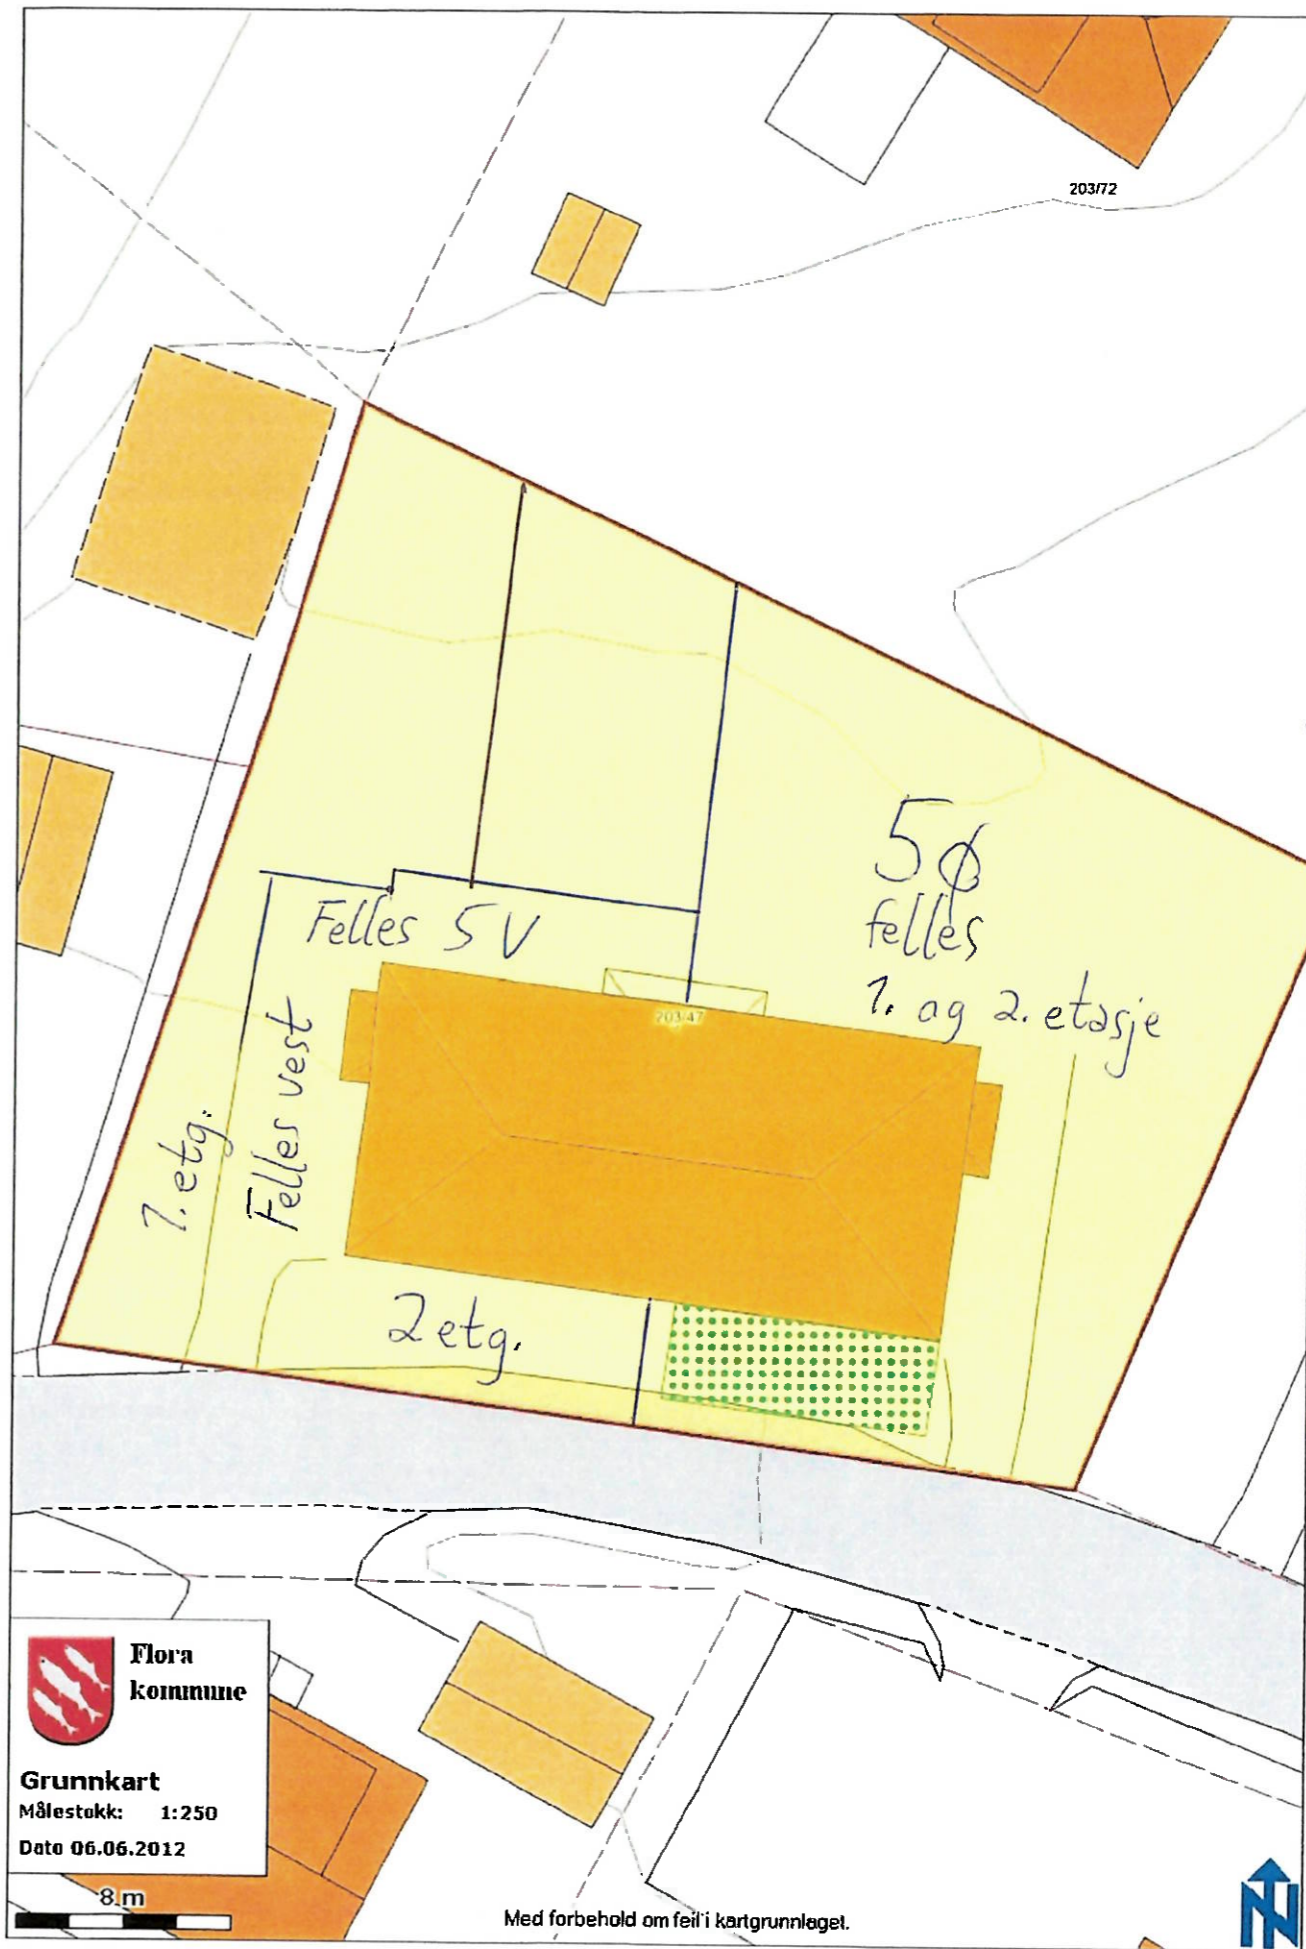 203/72
5Ø
felles
1. og 2. etasje
Felles 5 V
203/47
Felles vest
1. etg.
2 etg.
Flora
kommune
Grunnkart
Målestokk: 1:250
Dato 06.06.2012
8 m
Med forbehold om feil i kartgrunnlaget.
N